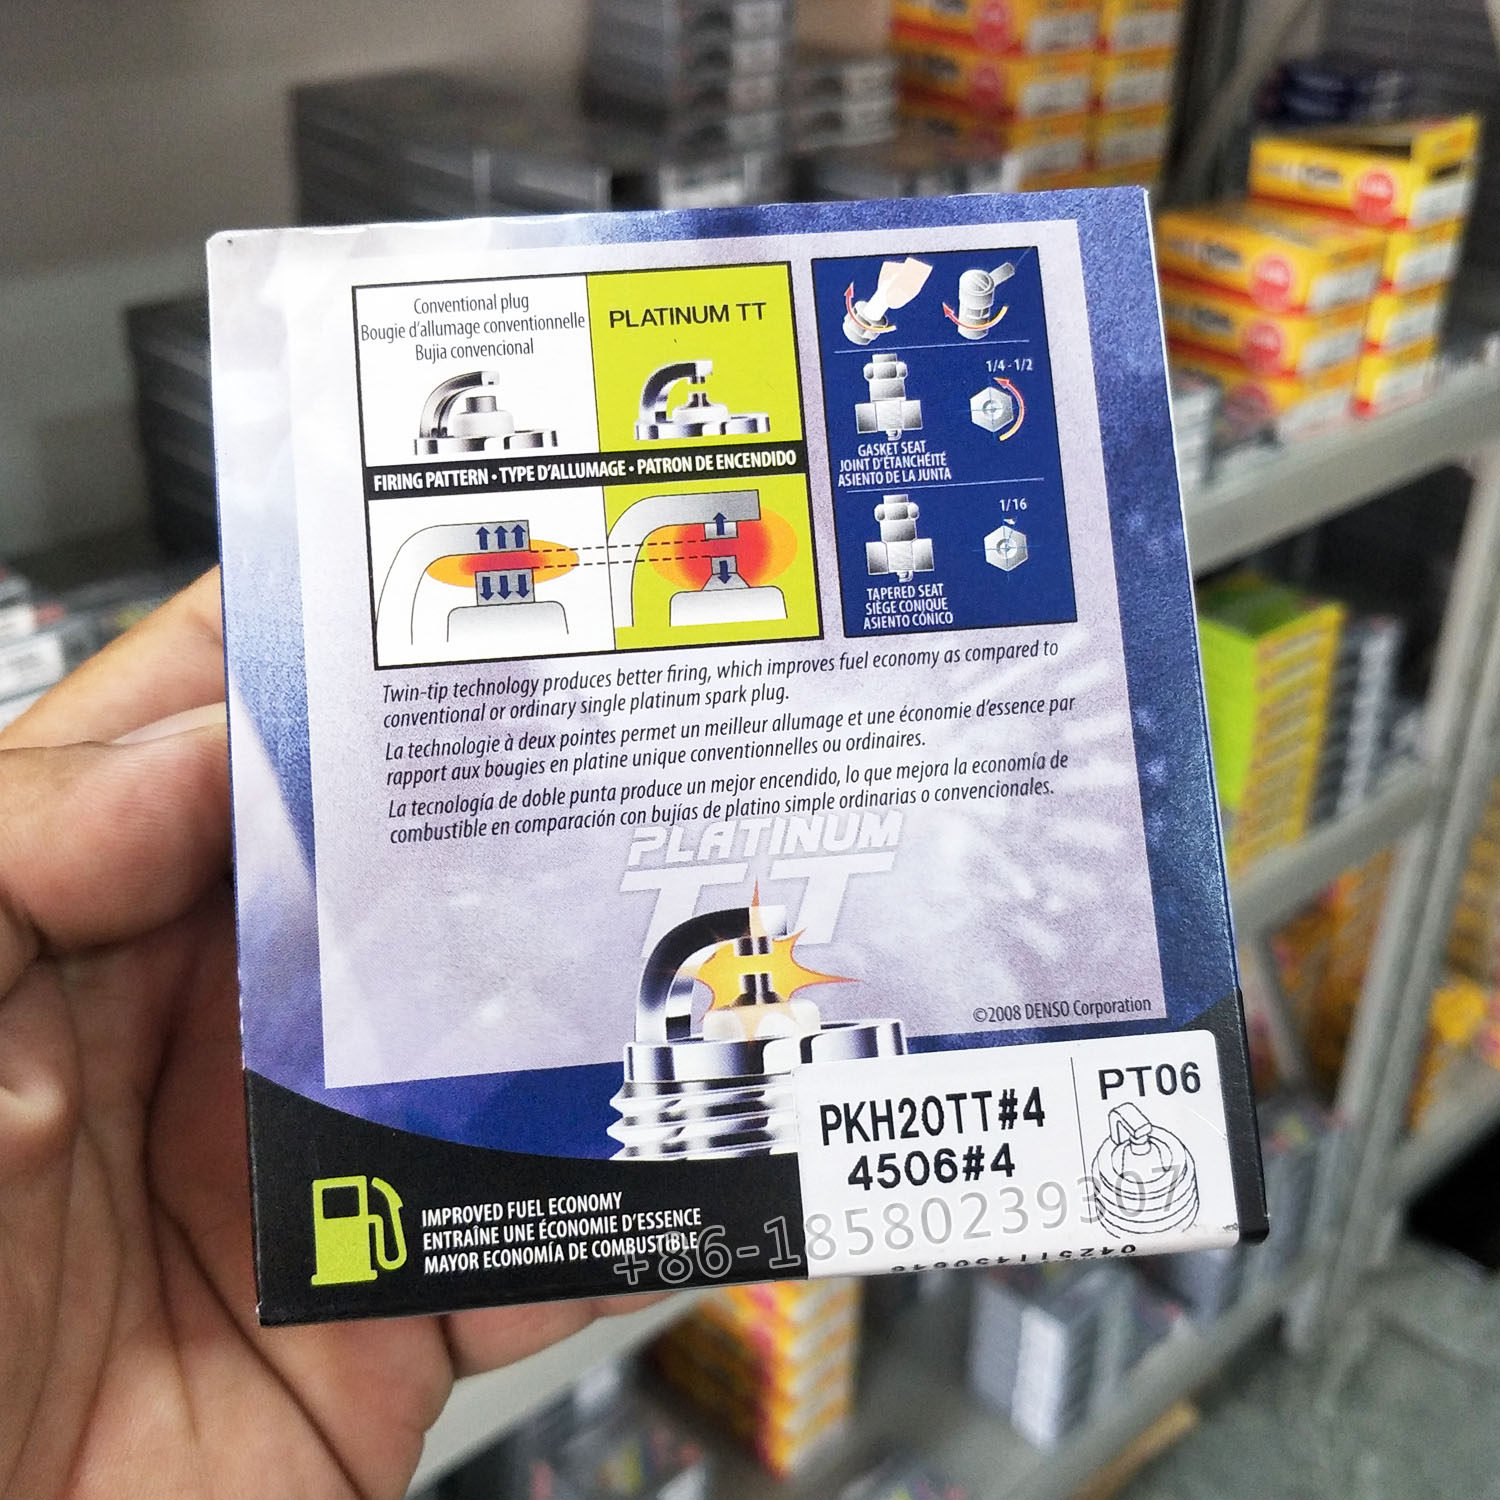 Conventional plug
Bougie d'allumage conventionnelle
Bujia convencional
PLATINUM TT
FIRING PATTERN • TYPE D'ALLUMAGE • PATRON DE ENCENDIDO
1/4 - 1/2
GASKET SEAT
JOINT D'ÉTANCHÉITÉ
ASIENTO DE LA JUNTA
1/16
TAPERED SEAT
SIÈGE CONIQUE
ASIENTO CÓNICO
Twin-tip technology produces better firing, which improves fuel economy as compared to
conventional or ordinary single platinum spark plug.
La technologie à deux pointes permet un meilleur allumage et une économie d'essence par
rapport aux bougies en platine unique conventionnelles ou ordinaires.
La tecnología de doble punta produce un mejor encendido, lo que mejora la economía de
combustible en comparación con bujías de platino simple ordinarias o convencionales.
PLATINUM
TT
©2008 DENSO Corporation
PKH20TT#4
4506#4
PT06
IMPROVED FUEL ECONOMY
ENTRAÎNE UNE ÉCONOMIE D'ESSENCE
MAYOR ECONOMÍA DE COMBUSTIBLE
+86-18580239307
042511450646